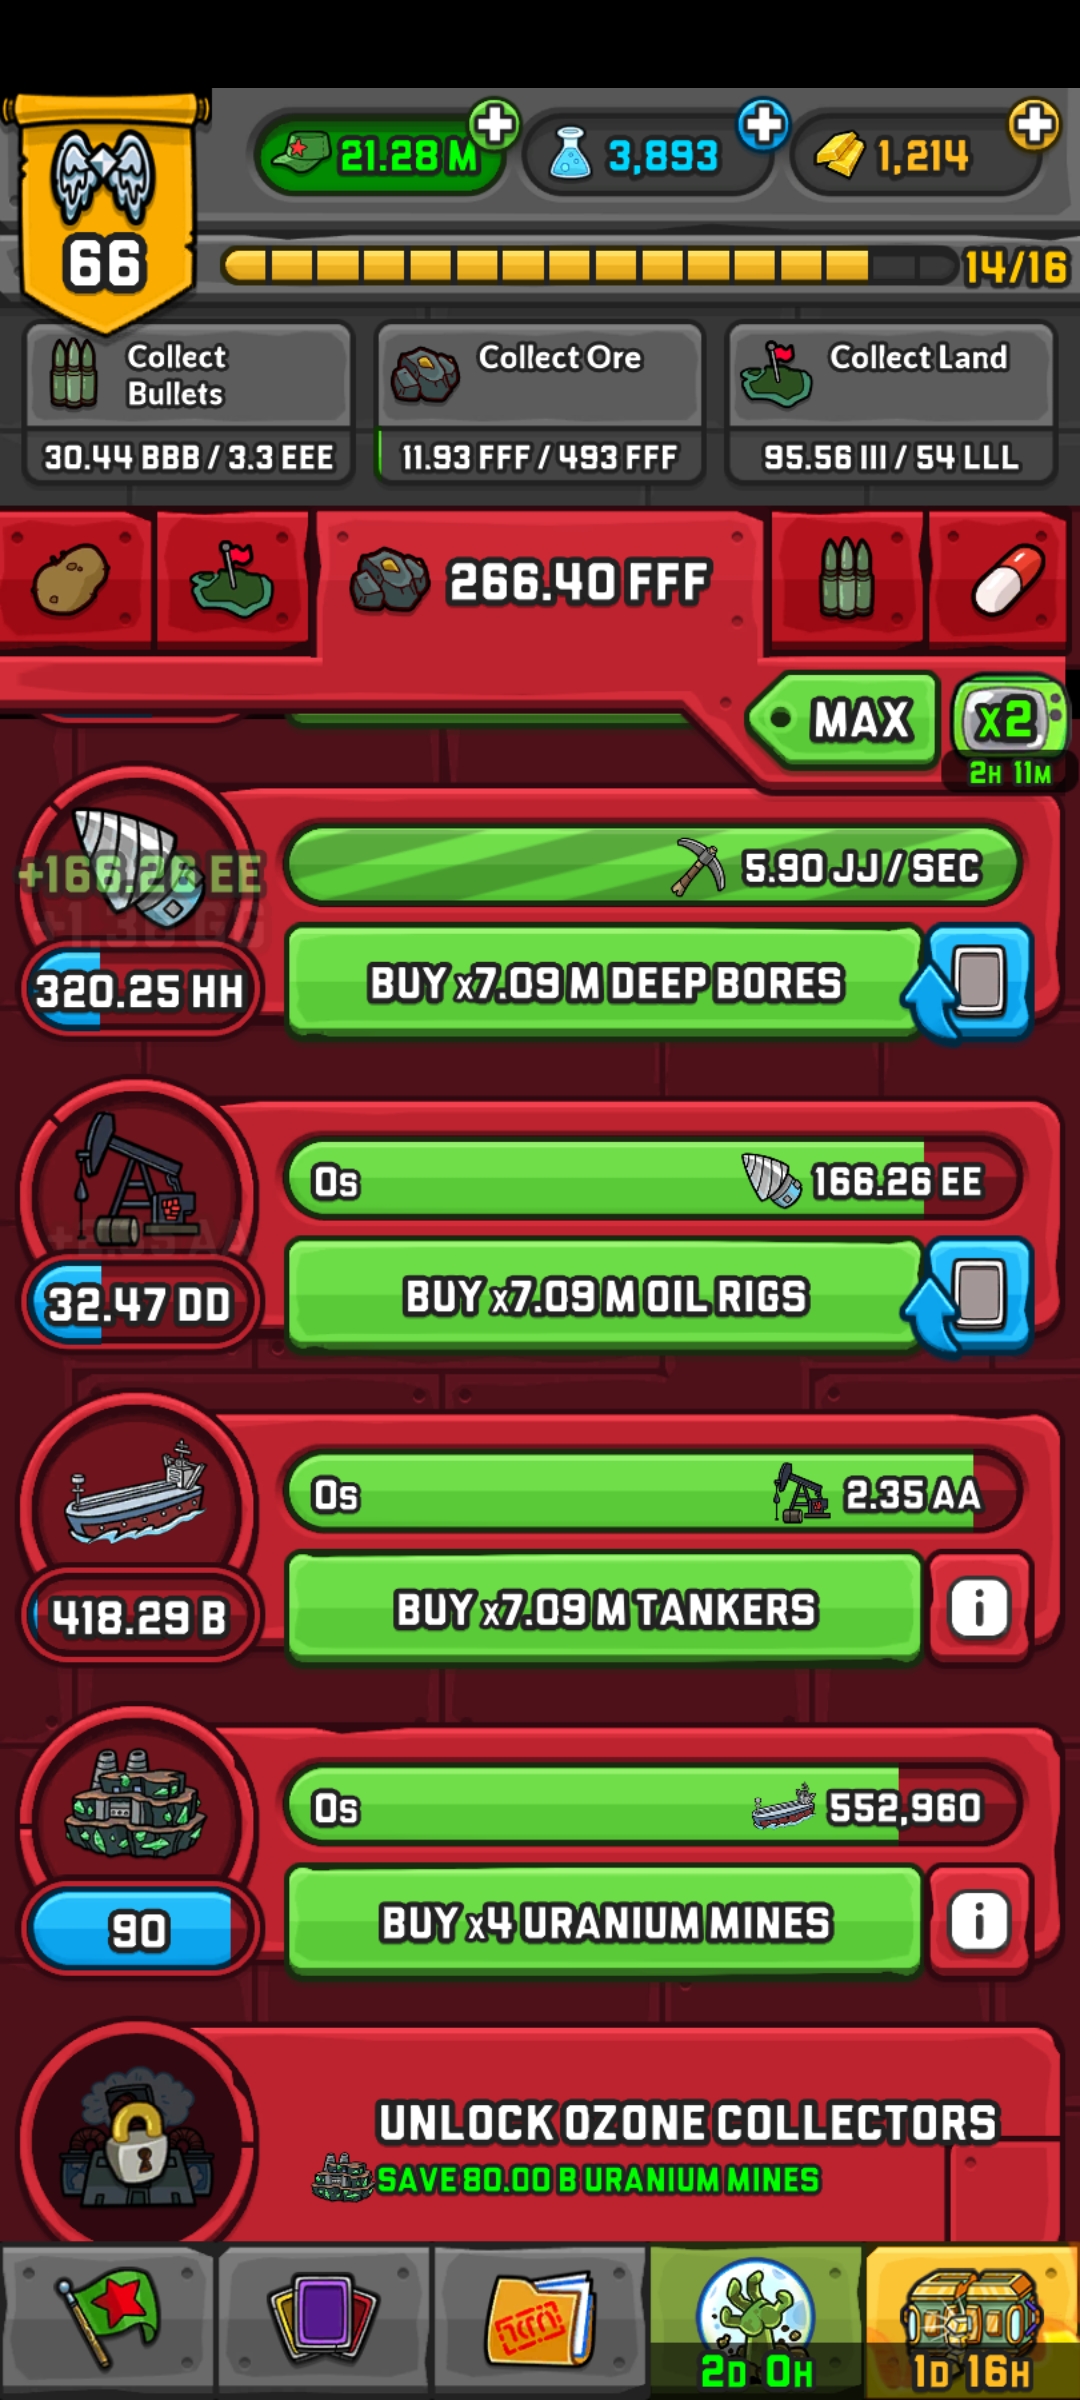 21.28 M
3,893
1,214
66
14/16
Collect Bullets
30.44 BBB / 3.3 EEE
Collect Ore
11.93 FFF / 493 FFF
Collect Land
95.56 III / 54 LLL
266.40 FFF
MAX
x2
2H 11M
+166.26 EE
5.90 JJ/SEC
320.25 HH
BUY x7.09 M DEEP BORES
0s
166.26 EE
32.47 DD
BUY x7.09 M OIL RIGS
0s
2.35 AA
418.29 B
BUY x7.09 M TANKERS
i
0s
552,960
90
BUY x4 URANIUM MINES
i
UNLOCK OZONE COLLECTORS
SAVE 80.00 B URANIUM MINES
2D 0H
1D 16H